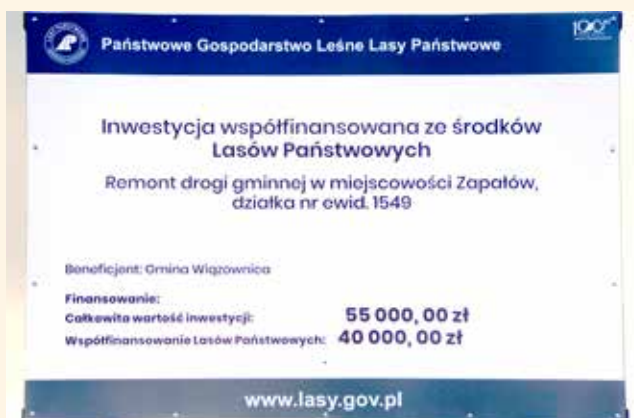 Państwowe Gospodarstwo Leśne Lasy Państwowe
100
Inwestycja współfinansowana ze środków
Lasów Państwowych
Remont drogi gminnej w miejscowości Zapałów,
działka nr ewid. 1549
Beneficjent: Gmina Wiązownica
Finansowanie:
Całkowita wartość inwestycji: 55 000,00 zł
Współfinansowanie Lasów Państwowych: 40 000,00 zł
www.lasy.gov.pl